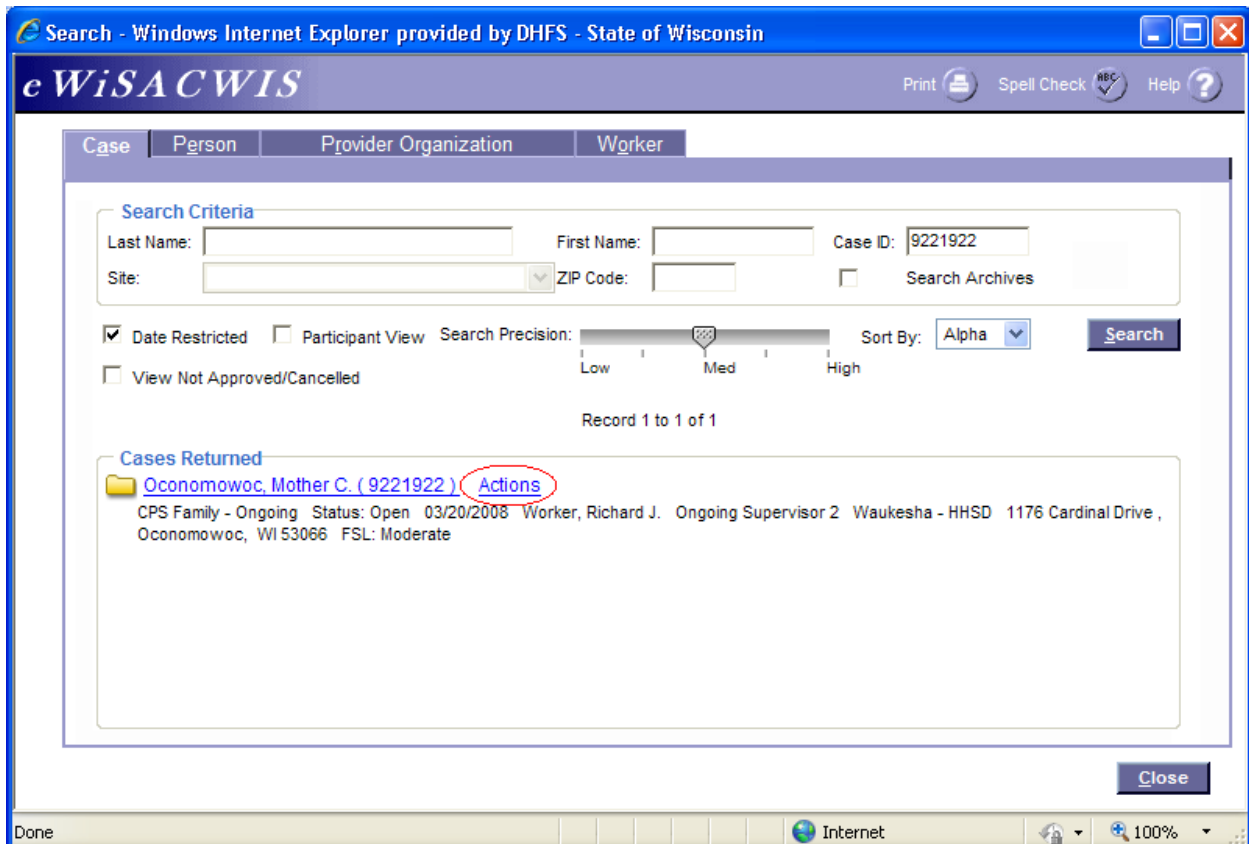 Search - Windows Internet Explorer provided by DHFS - State of Wisconsin
e WiSACWIS Print Spell Check ABC Help ?
Case Person Provider Organization Worker
Search Criteria
Last Name: First Name: Case ID: 9221922
Site: ZIP Code: Search Archives
Date Restricted Participant View Search Precision: Sort By: Alpha Search
Low Med High
View Not Approved/Cancelled
Record 1 to 1 of 1
Cases Returned
Oconomowoc, Mother C. ( 9221922 ) Actions
CPS Family - Ongoing Status: Open 03/20/2008 Worker, Richard J. Ongoing Supervisor 2 Waukesha - HHSD 1176 Cardinal Drive ,
Oconomowoc, WI 53066 FSL: Moderate
Close
Done Internet 100%